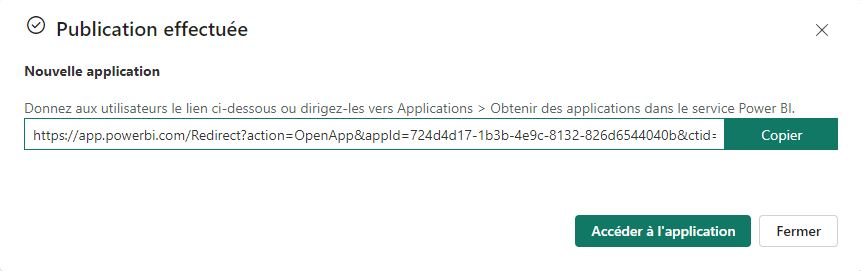 Publication effectuée
Nouvelle application
Donnez aux utilisateurs le lien ci-dessous ou dirigez-les vers Applications > Obtenir des applications dans le service Power BI.
https://app.powerbi.com/Redirect?action=OpenApp&appId=724d4d17-1b3b-4e9c-8132-826d6544040b&ctid=
Copier
Accéder à l'application
Fermer